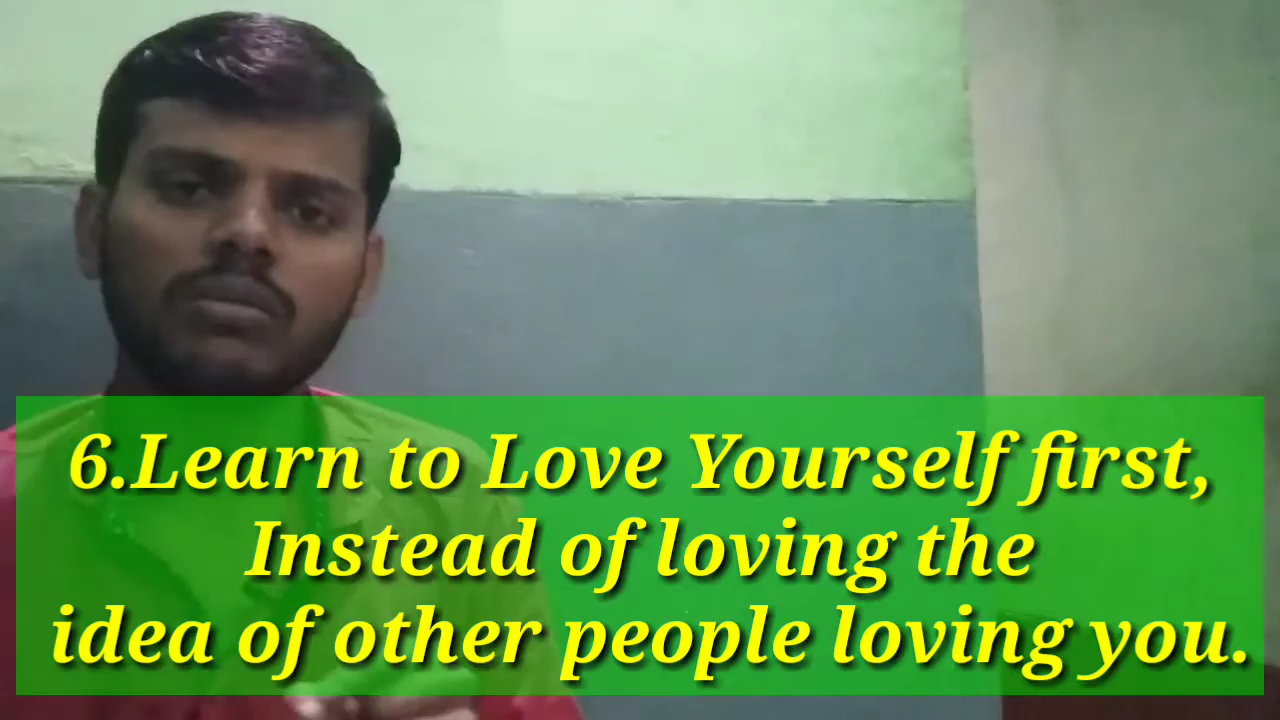 6.Learn to Love Yourself first,
Instead of loving the
idea of other people loving you.